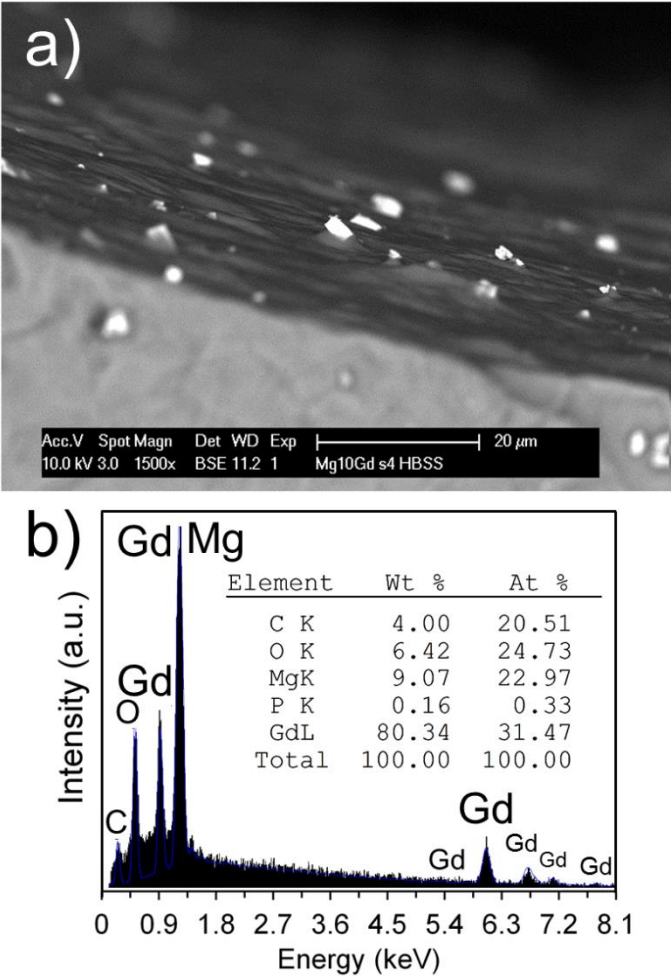 a)
Acc.V Spot Magn Det WD Exp 20 µm
10.0 kV 3.0 1500x BSE 11.2 1 Mg10Gd s4 HBSS
b)
Gd Mg
Element Wt % At %
C K 4.00 20.51
O K 6.42 24.73
MgK 9.07 22.97
P K 0.16 0.33
GdL 80.34 31.47
Total 100.00 100.00
Gd
O
C
Gd
Gd
Gd
Gd
Gd
Intensity (a.u.)
0 0.9 1.8 2.7 3.6 4.5 5.4 6.3 7.2 8.1
Energy (keV)